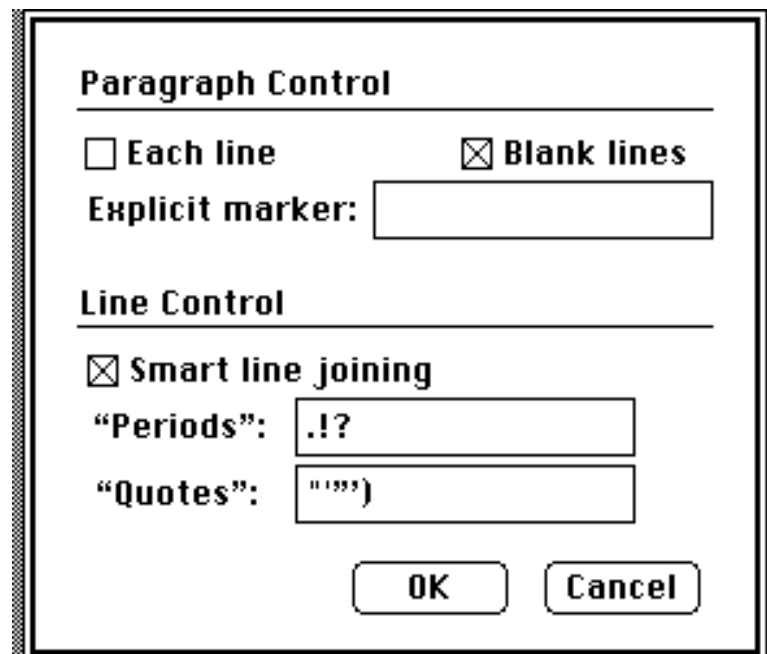 Paragraph Control
Each line Blank lines
Explicit marker:
Line Control
Smart line joining
“Periods”: .!?
“Quotes”: "'”’)
OK Cancel